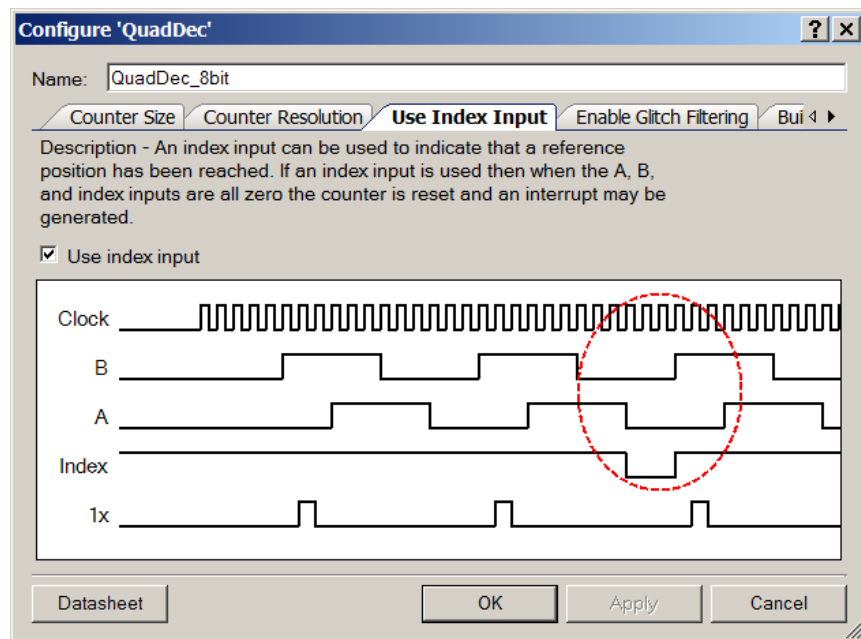 Configure 'QuadDec'
Name: QuadDec_8bit
Counter Size Counter Resolution Use Index Input Enable Glitch Filtering Bui
Description - An index input can be used to indicate that a reference
position has been reached. If an index input is used then when the A, B,
and index inputs are all zero the counter is reset and an interrupt may be
generated.
Use index input
Clock
B
A
Index
1x
Datasheet OK Apply Cancel